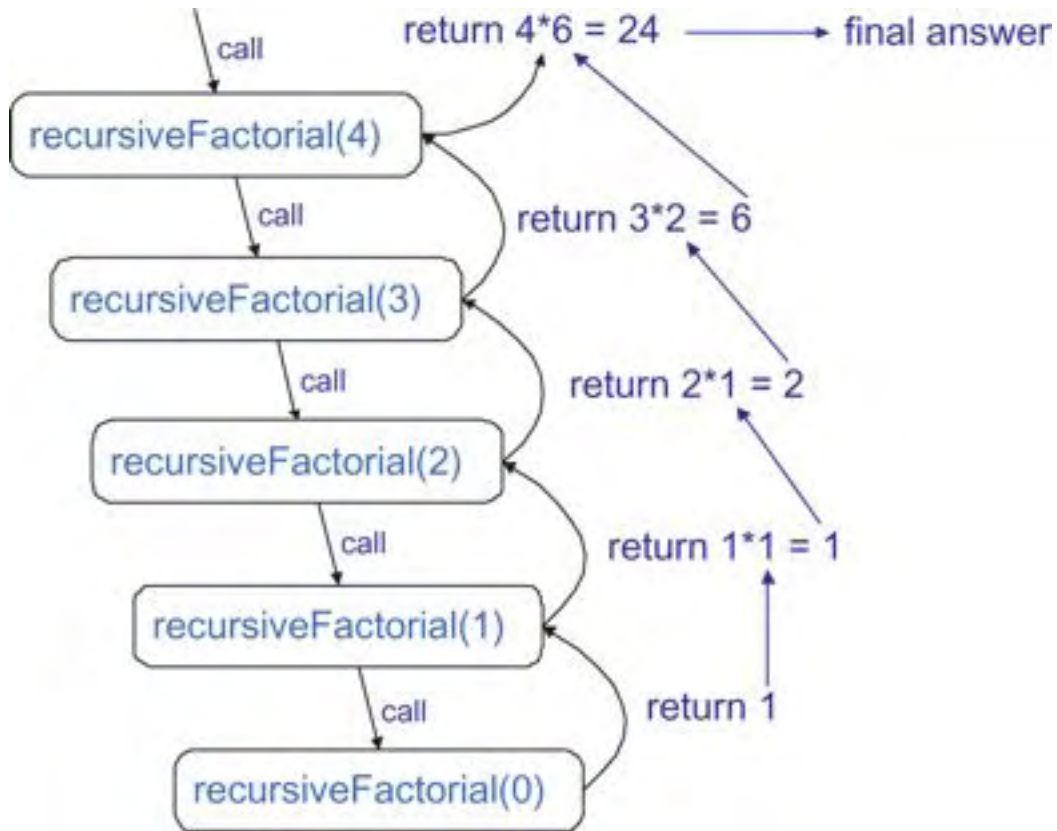 return 4*6 = 24
final answer
call
recursiveFactorial(4)
call
return 3*2 = 6
recursiveFactorial(3)
call
return 2*1 = 2
recursiveFactorial(2)
call
return 1*1 = 1
recursiveFactorial(1)
call
return 1
recursiveFactorial(0)